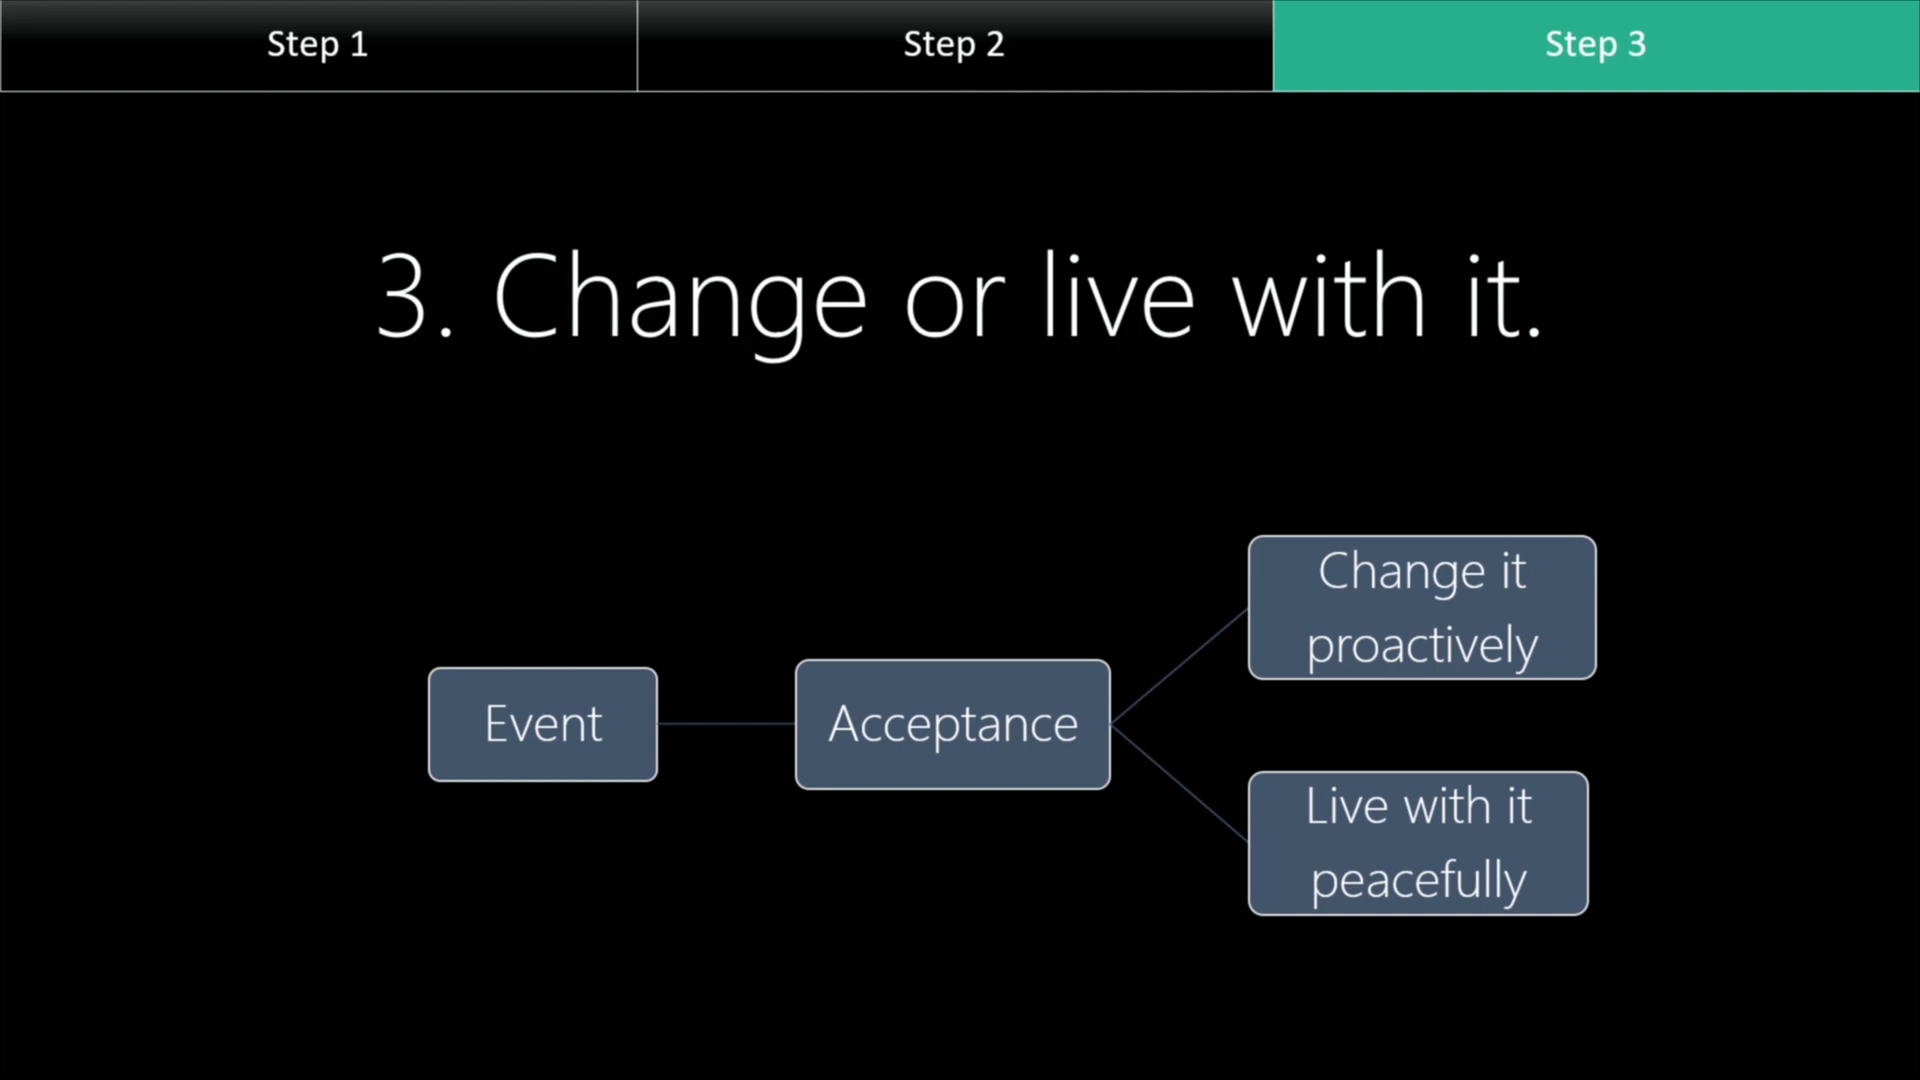 Step 1
Step 2
Step 3
3. Change or live with it.
Event
Acceptance
Change it
proactively
Live with it
peacefully